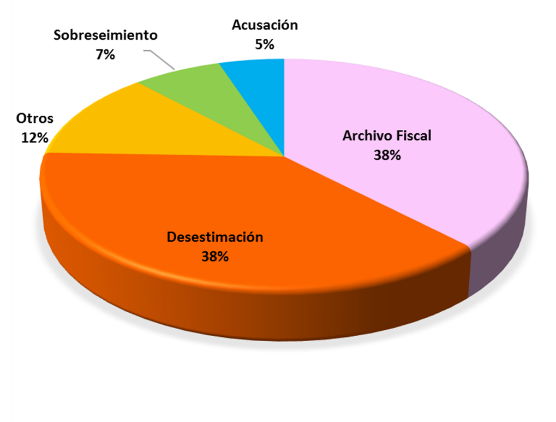 Acusación
5%
Sobreseimiento
7%
Otros
12%
Archivo Fiscal
38%
Desestimación
38%